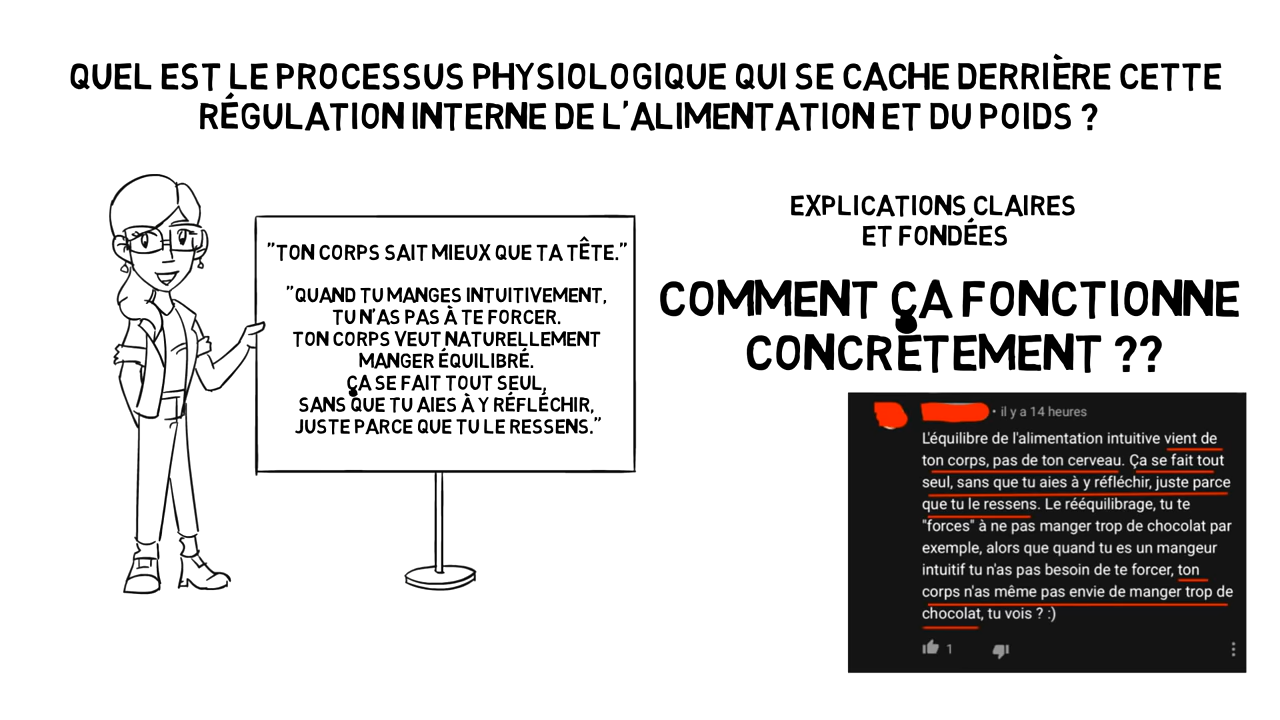 QUEL EST LE PROCESSUS PHYSIOLOGIQUE QUI SE CACHE DERRIÈRE CETTE
RÉGULATION INTERNE DE L'ALIMENTATION ET DU POIDS ?
"TON CORPS SAIT MIEUX QUE TA TÊTE."
"QUAND TU MANGES INTUITIVEMENT,
TU N'AS PAS À TE FORCER.
TON CORPS VEUT NATURELLEMENT
MANGER ÉQUILIBRÉ.
ÇA SE FAIT TOUT SEUL,
SANS QUE TU AIES À Y RÉFLÉCHIR,
JUSTE PARCE QUE TU LE RESSENS."
EXPLICATIONS CLAIRES
ET FONDÉES
COMMENT ÇA FONCTIONNE
CONCRÈTEMENT ??
• il y a 14 heures
L'équilibre de l'alimentation intuitive vient de
ton corps, pas de ton cerveau. Ça se fait tout
seul, sans que tu aies à y réfléchir, juste parce
que tu le ressens. Le rééquilibrage, tu te
"forces" à ne pas manger trop de chocolat par
exemple, alors que quand tu es un mangeur
intuitif tu n'as pas besoin de te forcer, ton
corps n'as même pas envie de manger trop de
chocolat, tu vois ? :)
1